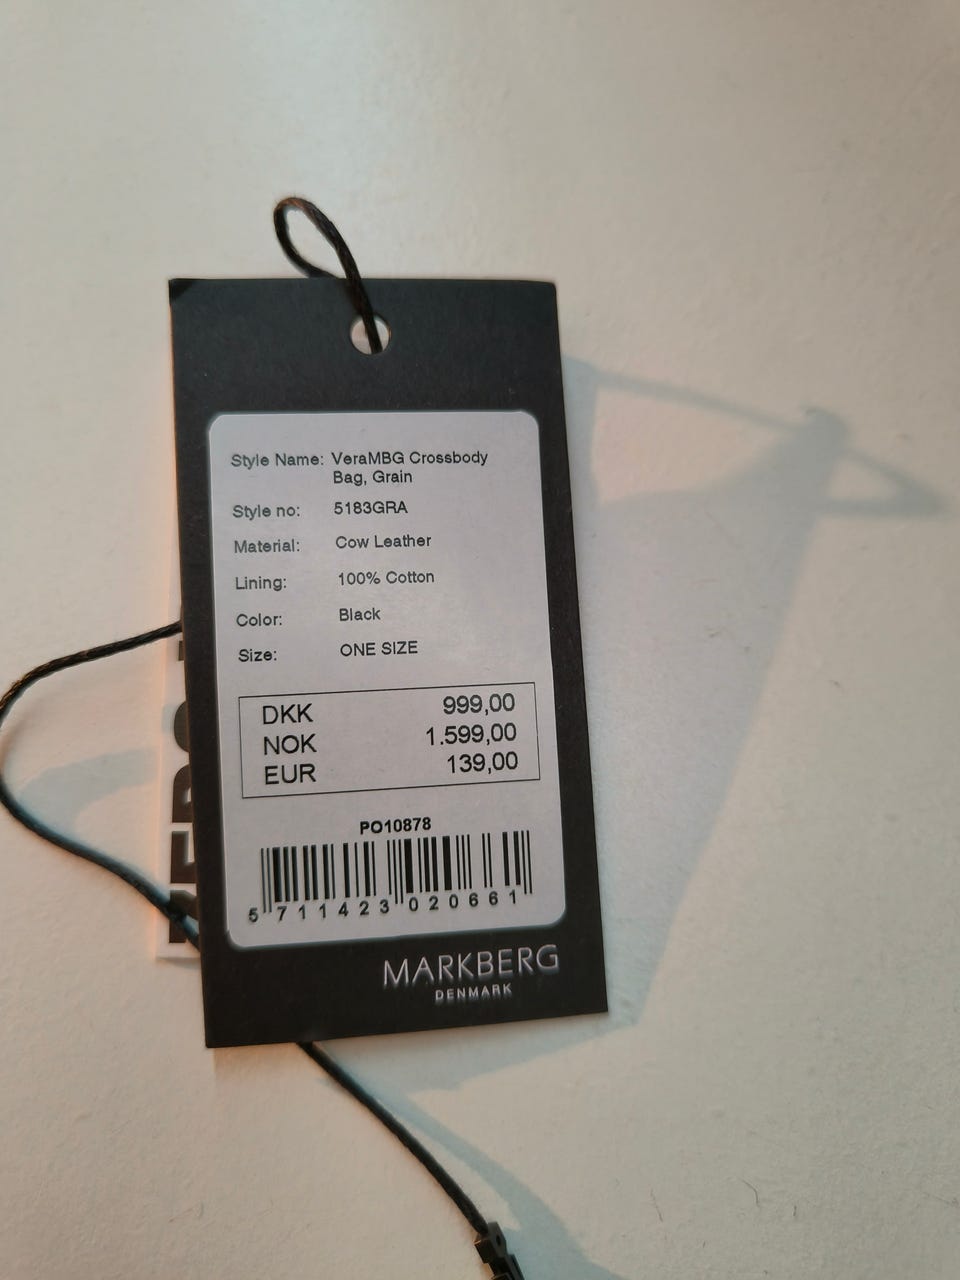 Style Name: VeraMBG Crossbody
Bag, Grain
Style no: 5183GRA
Material: Cow Leather
Lining: 100% Cotton
Color: Black
Size: ONE SIZE
DKK 999,00
NOK 1.599,00
EUR 139,00
PO10878
5 711423 020661
MARKBERG
DENMARK